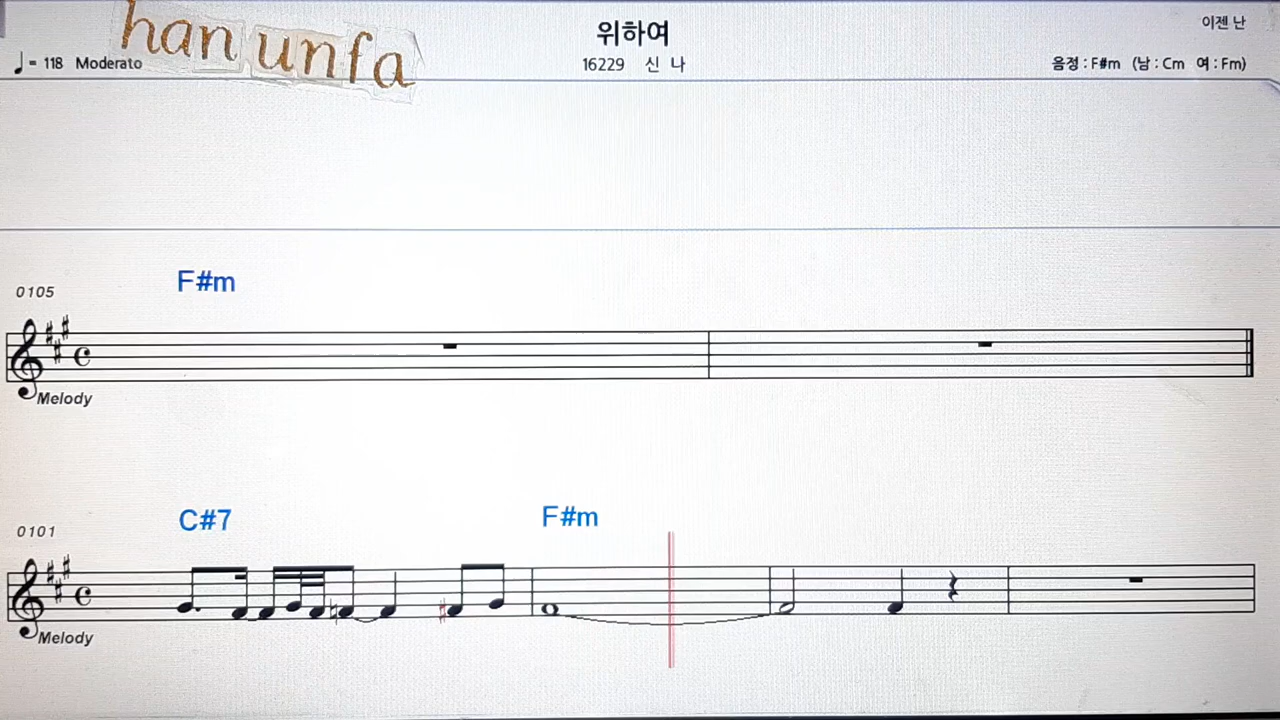 han unfa
위하여
이젠 난
♩= 118 Moderato
16229 신 나
음정 : F#m (남 : Cm 여 : Fm)
F#m
0105
Melody
C#7 F#m
0101
Melody